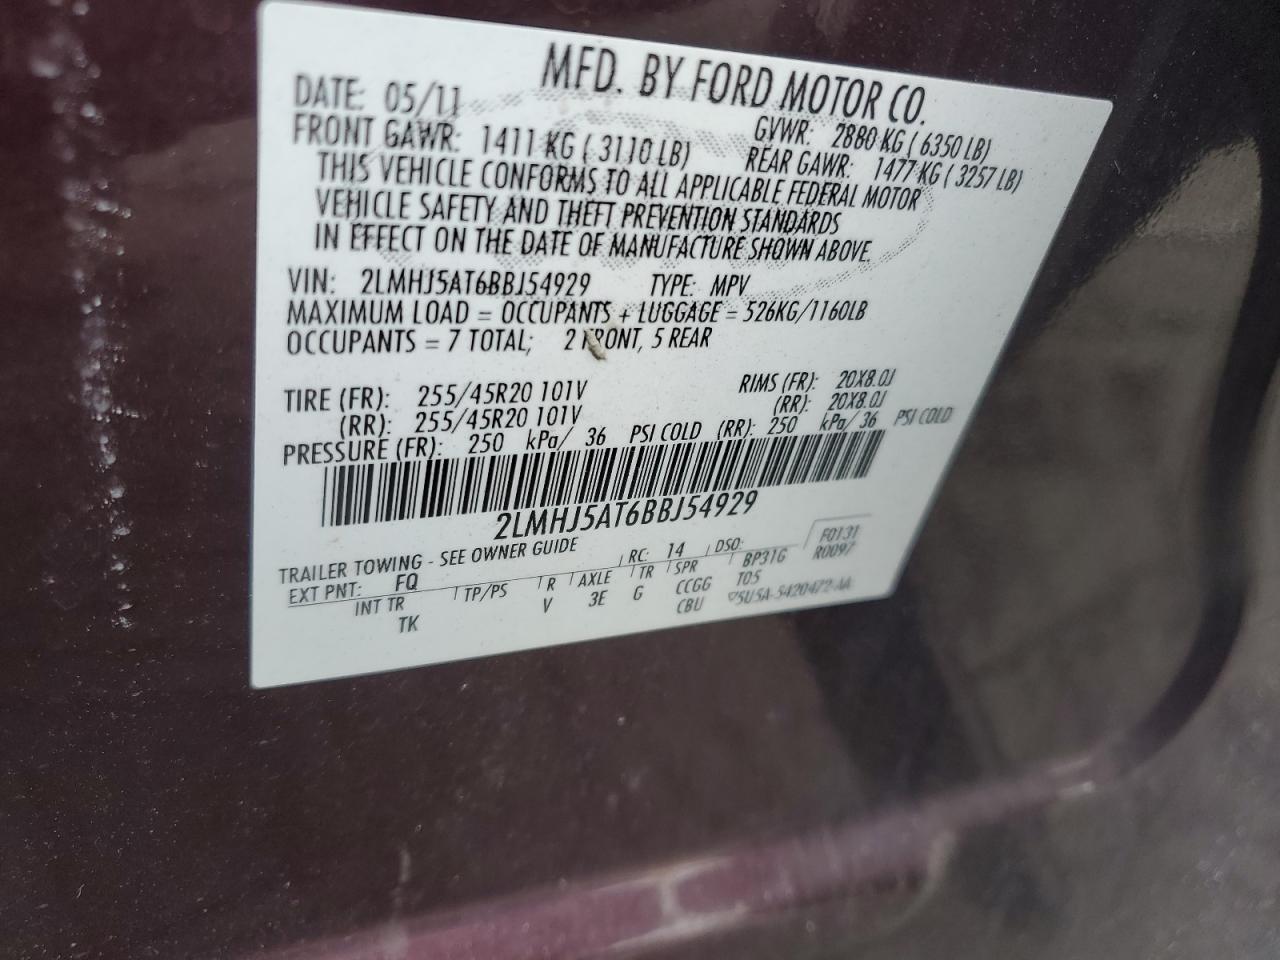 MFD. BY FORD MOTOR CO.
DATE: 05/11 GVWR: 2880 KG ( 6350 LB)
FRONT GAWR: 1411 KG ( 3110 LB) REAR GAWR: 1477 KG ( 3257 LB)
THIS VEHICLE CONFORMS TO ALL APPLICABLE FEDERAL MOTOR
VEHICLE SAFETY AND THEFT PREVENTION STANDARDS
IN EFFECT ON THE DATE OF MANUFACTURE SHOWN ABOVE.
VIN: 2LMHJ5AT6BBJ54929 TYPE: MPV
MAXIMUM LOAD = OCCUPANTS + LUGGAGE = 526KG/1160LB
OCCUPANTS = 7 TOTAL; 2 FRONT, 5 REAR
TIRE (FR): 255/45R20 101V RIMS (FR): 20X8.0J
(RR): 255/45R20 101V (RR): 20X8.0J
PRESSURE (FR): 250 kPa/ 36 PSI COLD (RR): 250 kPa/ 36 PSI COLD
2LMHJ5AT6BBJ54929
TRAILER TOWING - SEE OWNER GUIDE
EXT PNT: FQ RC: 14 DSO: F0131
INT TR TP/PS R AXLE TR SPR BP31G R0097
TK V 3E G CCGG T05
CBU 5U5A-5420472-AA